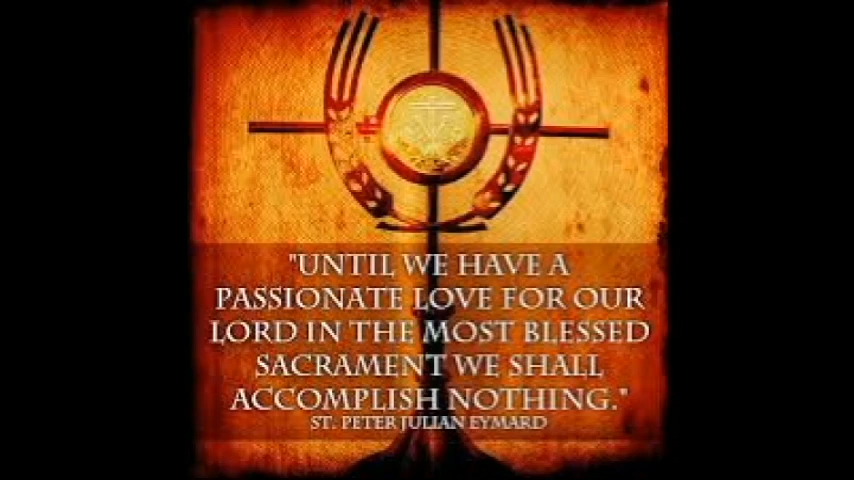 "UNTIL WE HAVE A
PASSIONATE LOVE FOR OUR
LORD IN THE MOST BLESSED
SACRAMENT WE SHALL
ACCOMPLISH NOTHING."
ST. PETER JULIAN EYMARD